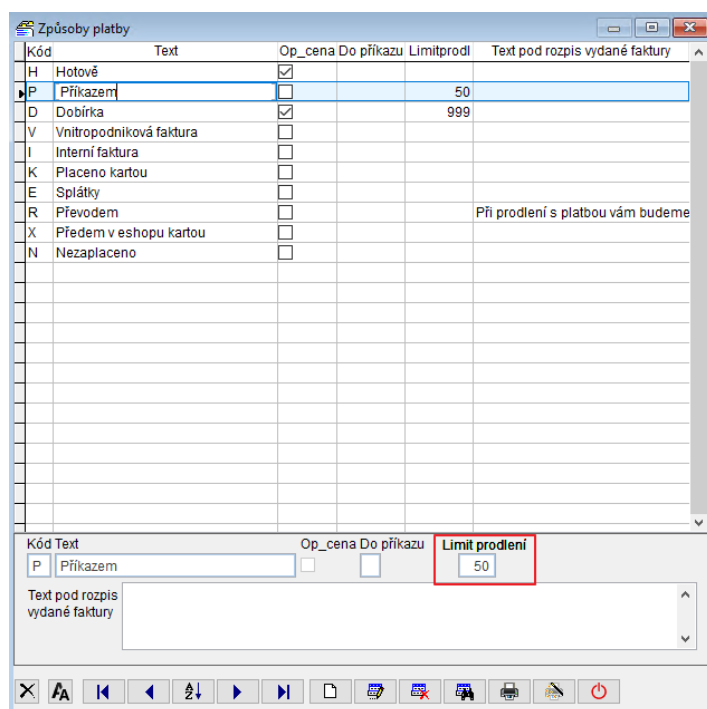 Způsoby platby
Kód Text Op_cena Do příkazu Limitprodl Text pod rozpis vydané faktury
H Hotově
P Příkazem 50
D Dobírka 999
V Vnitropodniková faktura
I Interní faktura
K Placeno kartou
E Splátky
R Převodem Při prodlení s platbou vám budeme
X Předem v eshopu kartou
N Nezaplaceno
Kód Text Op_cena Do příkazu Limit prodlení
P Příkazem 50
Text pod rozpis
vydané faktury